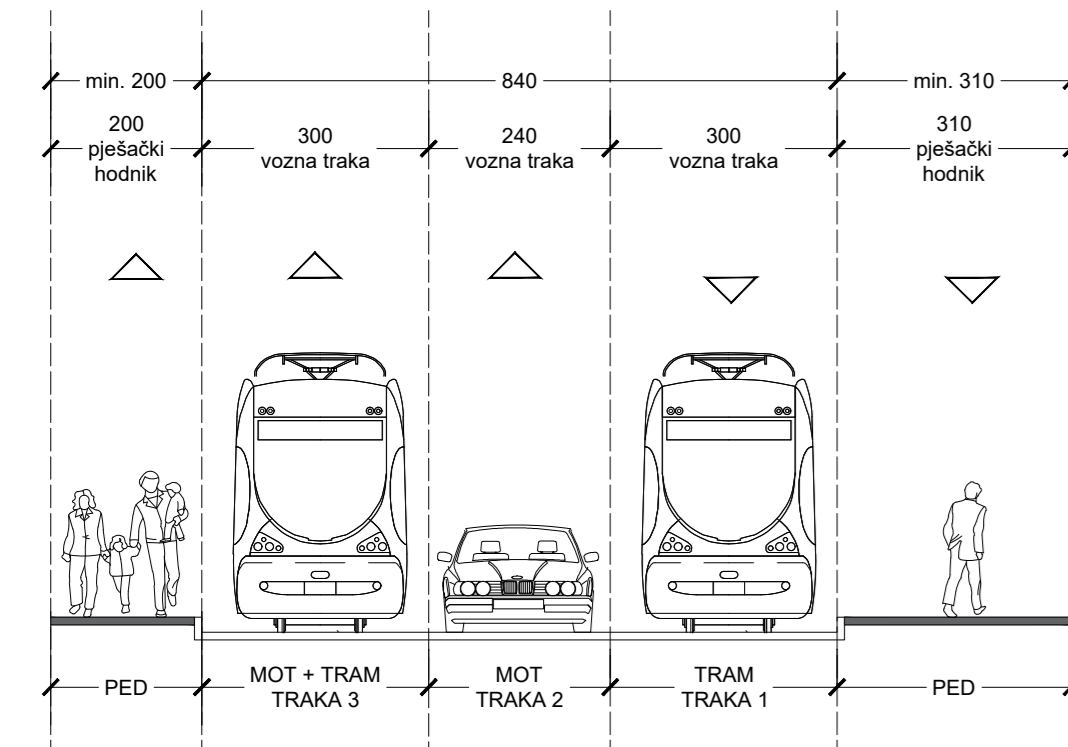 min. 200
840
min. 310
200
pješački
hodnik
300
vozna traka
240
vozna traka
300
vozna traka
310
pješački
hodnik
PED
MOT + TRAM
TRAKA 3
MOT
TRAKA 2
TRAM
TRAKA 1
PED